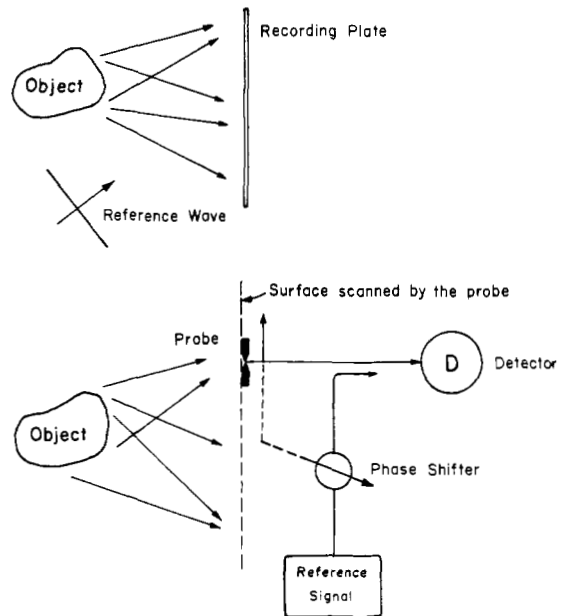 Recording Plate
Object
Reference Wave
Surface scanned by the probe
Probe
D
Detector
Object
Phase Shifter
Reference
Signal